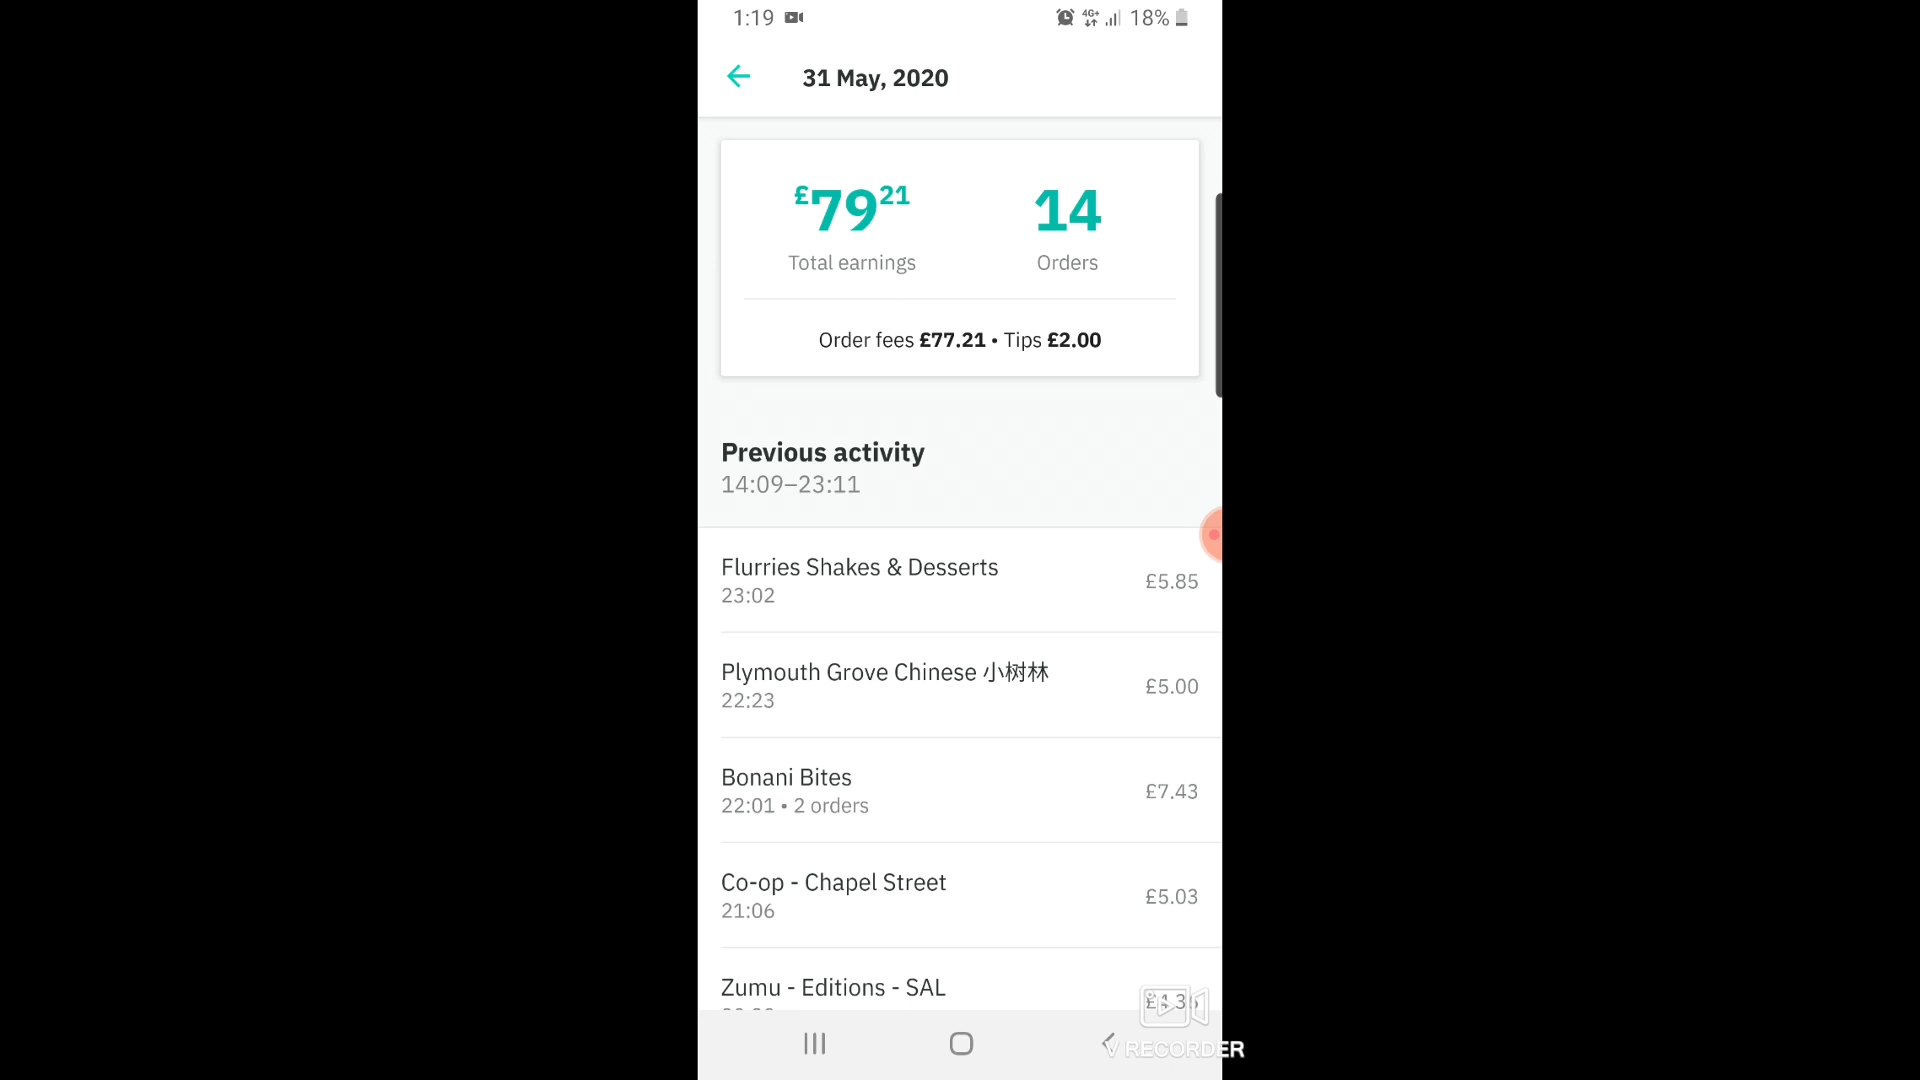 1:19 4G+ 18%
31 May, 2020
£79 21 14
Total earnings Orders
Order fees £77.21 • Tips £2.00
Previous activity
14:09–23:11
Flurries Shakes & Desserts £5.85
23:02
Plymouth Grove Chinese 小树林 £5.00
22:23
Bonani Bites £7.43
22:01 • 2 orders
Co-op - Chapel Street £5.03
21:06
Zumu - Editions - SAL
V RECORDER